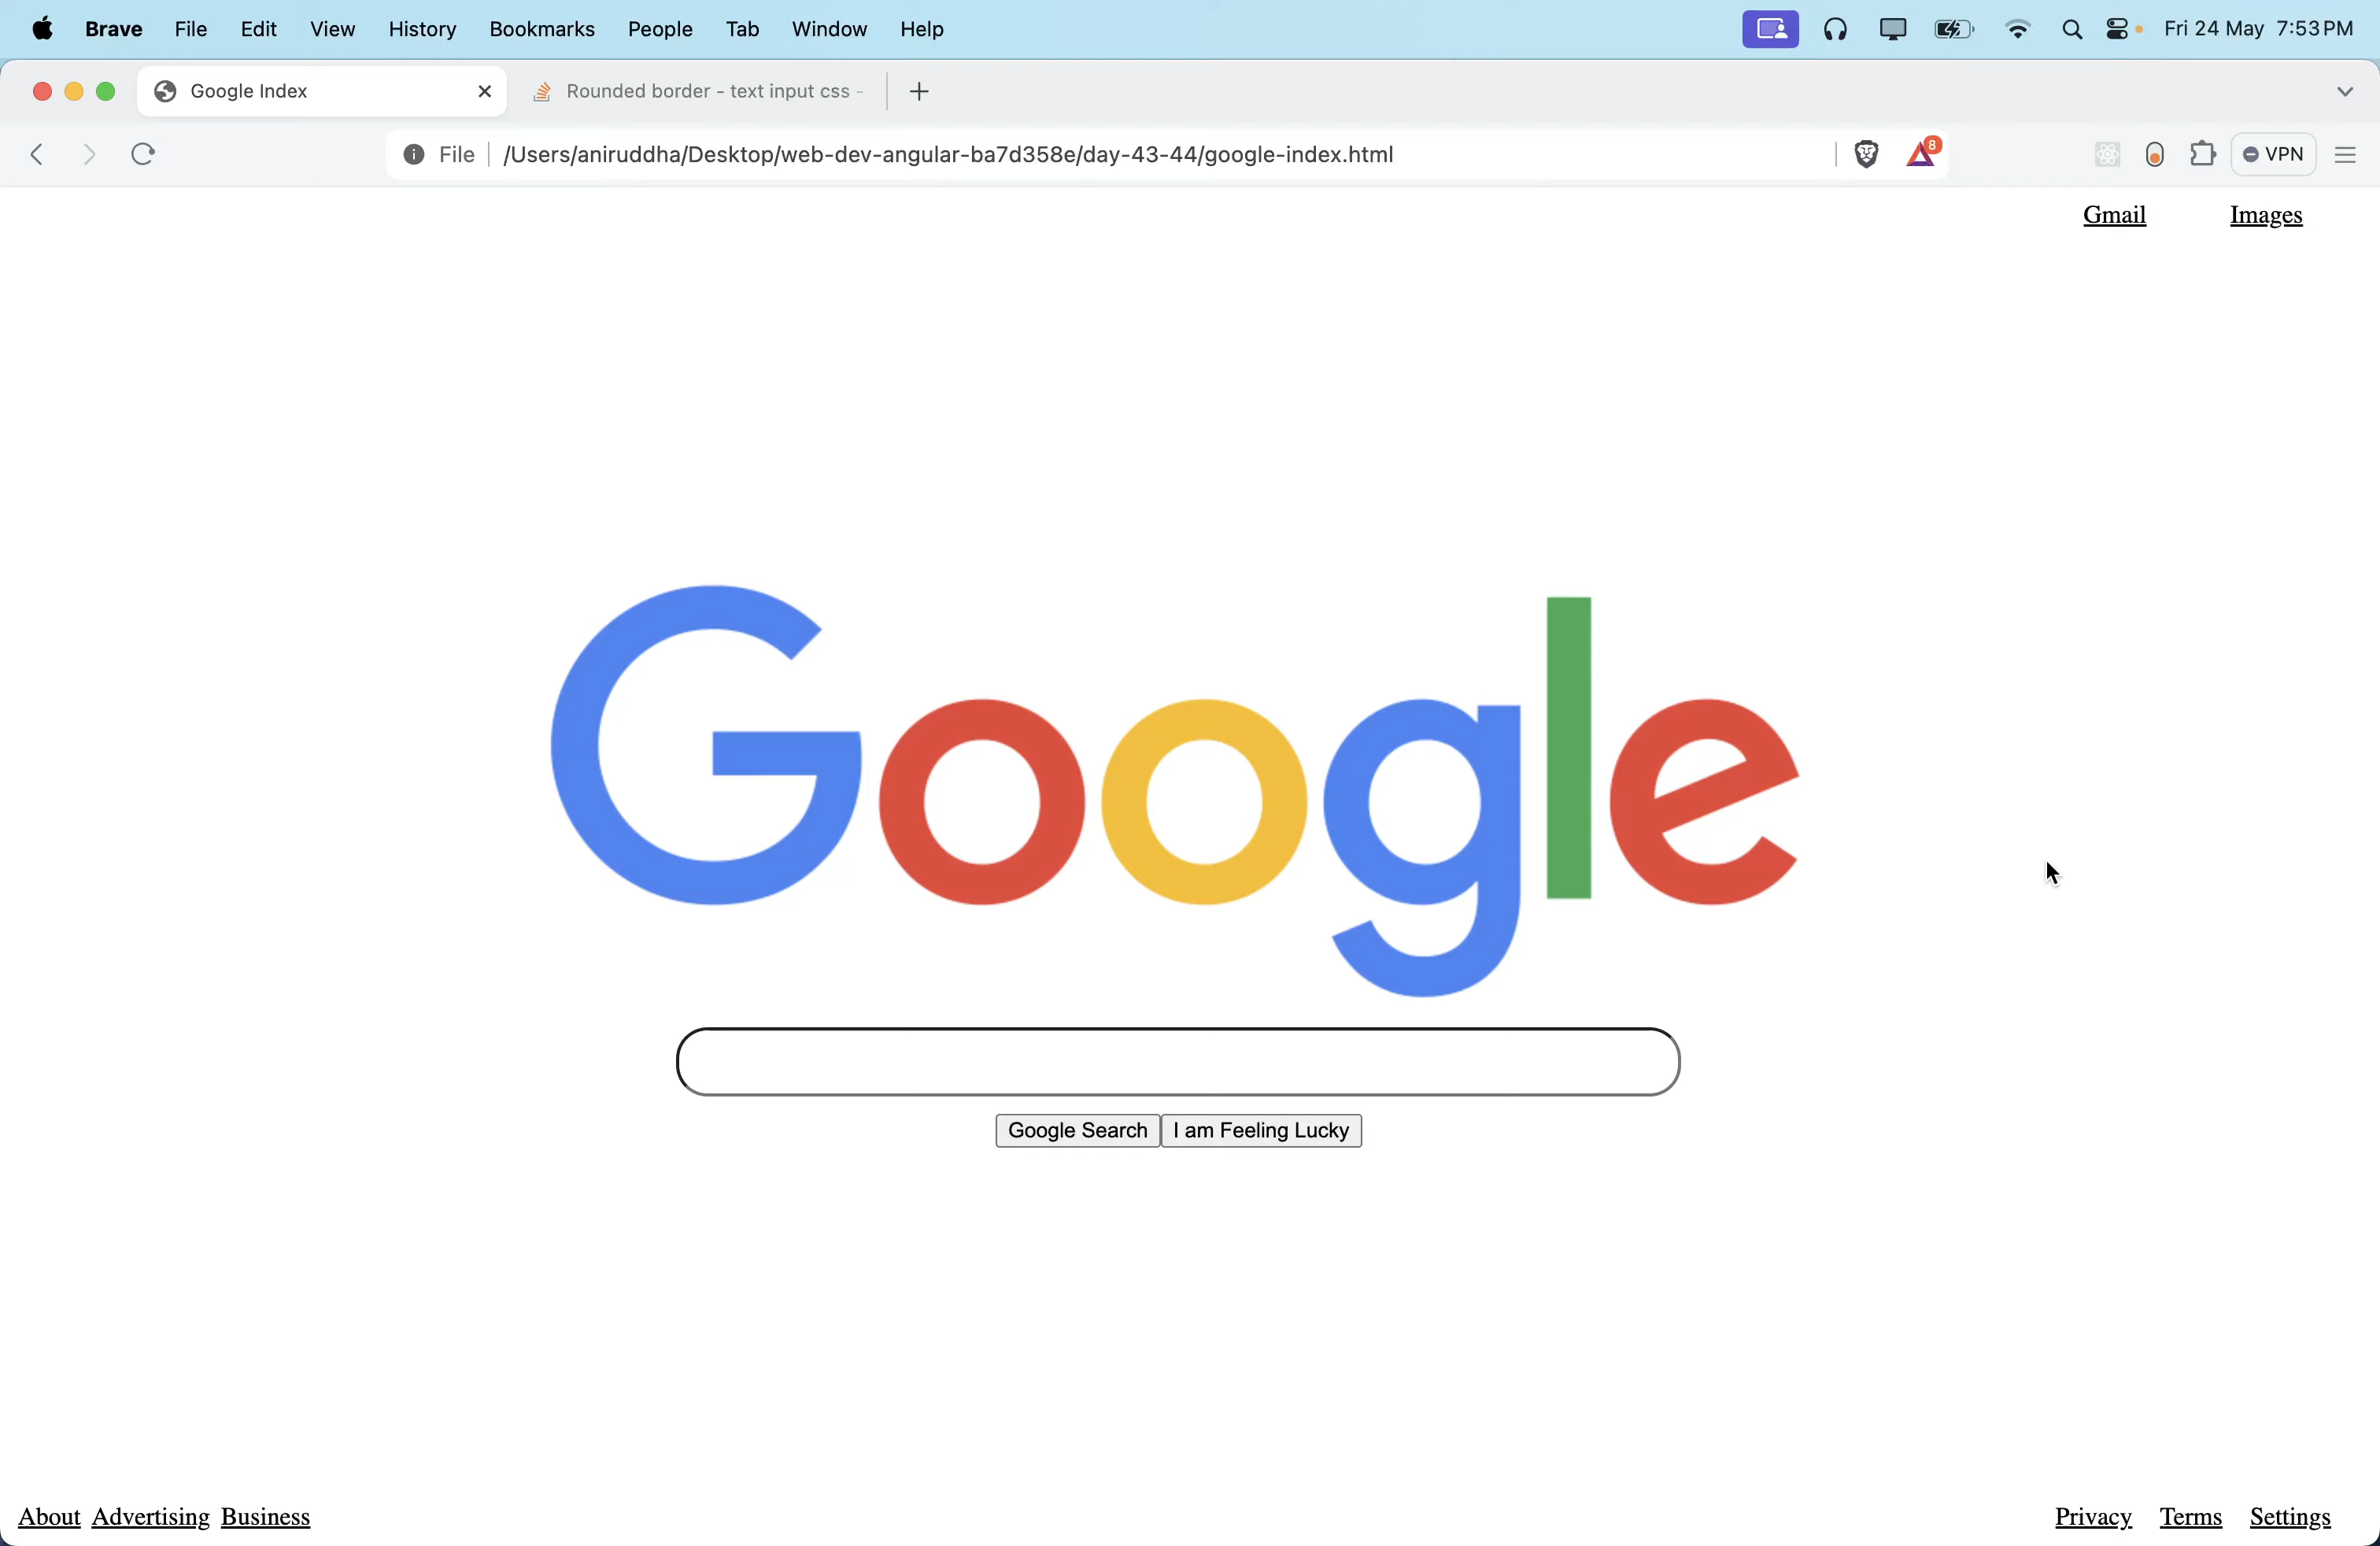 Brave File Edit View History Bookmarks People Tab Window Help Fri 24 May 7:53 PM
Google Index Rounded border - text input css -
File /Users/aniruddha/Desktop/web-dev-angular-ba7d358e/day-43-44/google-index.html 8 VPN
Gmail Images
Google
Google Search I am Feeling Lucky
About Advertising Business Privacy Terms Settings